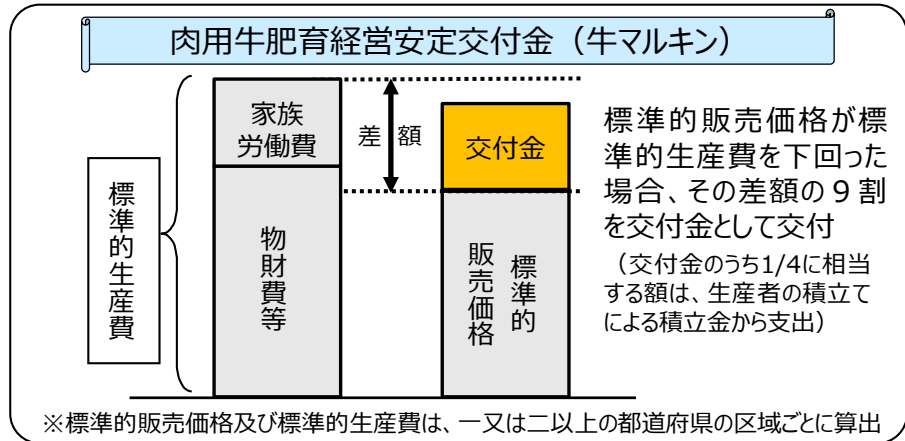 肉用牛肥育経営安定交付金（牛マルキン）
標準的生産費
家族
労働費
物財費等
差額
交付金
標準的
販売価格
標準的販売価格が標
準的生産費を下回った
場合、その差額の９割
を交付金として交付
（交付金のうち1/4に相当
する額は、生産者の積立て
による積立金から支出）
※標準的販売価格及び標準的生産費は、一又は二以上の都道府県の区域ごとに算出